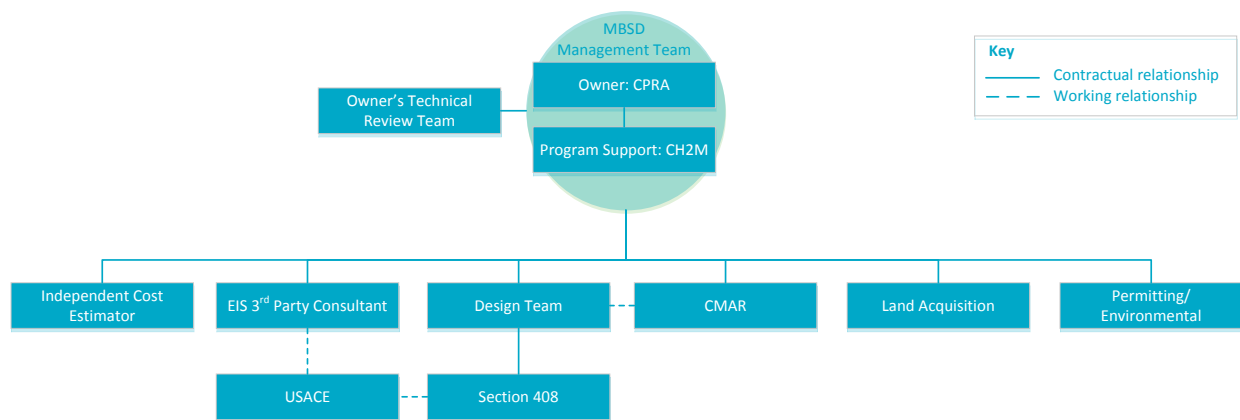 MBSD
Management Team
Owner: CPRA
Program Support: CH2M
Owner's Technical
Review Team
Key
Contractual relationship
Working relationship
Independent Cost
Estimator
EIS 3rd Party Consultant
Design Team
CMAR
Land Acquisition
Permitting/
Environmental
USACE
Section 408